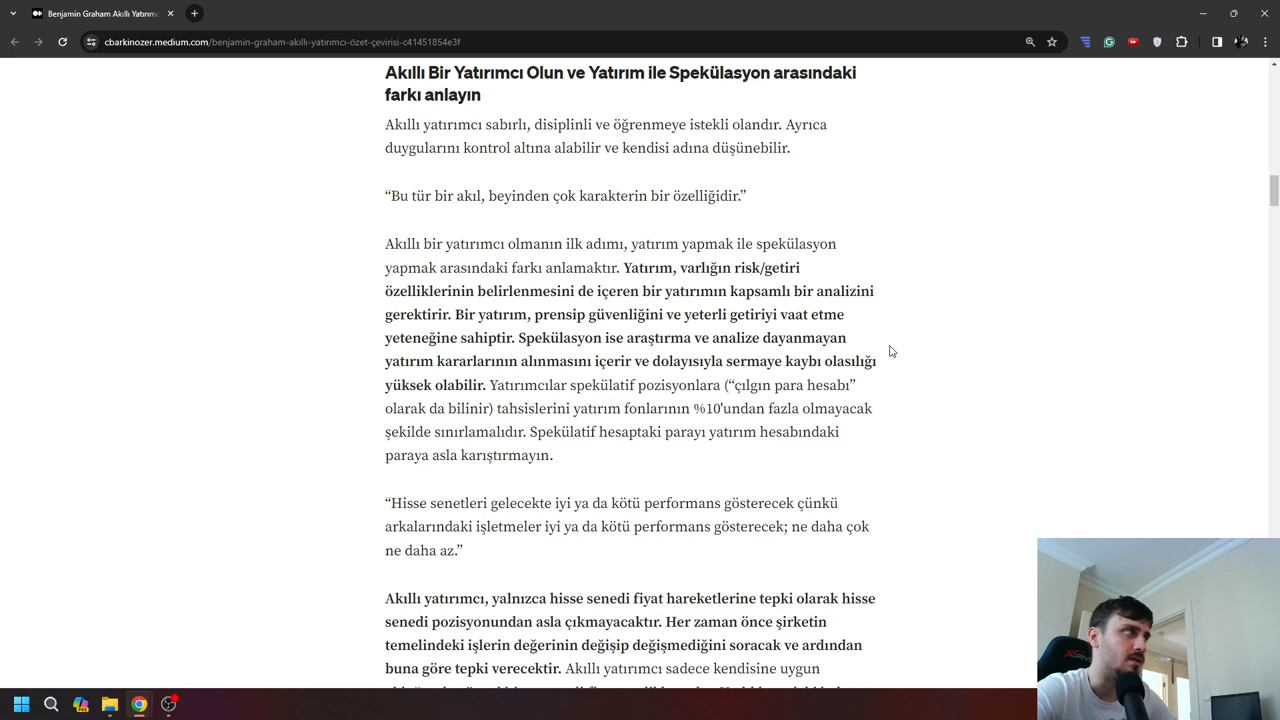 Benjamin Graham Akıllı Yatırımc
cbarkinozer.medium.com/benjamin-graham-akıllı-yatırımcı-özet-çevirisi-c41451854e3f
Akıllı Bir Yatırımcı Olun ve Yatırım ile Spekülasyon arasındaki
farkı anlayın
Akıllı yatırımcı sabırlı, disiplinli ve öğrenmeye istekli olandır. Ayrıca
duygularını kontrol altına alabilir ve kendisi adına düşünebilir.
“Bu tür bir akıl, beyinden çok karakterin bir özelliğidir.”
Akıllı bir yatırımcı olmanın ilk adımı, yatırım yapmak ile spekülasyon
yapmak arasındaki farkı anlamaktır. Yatırım, varlığın risk/getiri
özelliklerinin belirlenmesini de içeren bir yatırımın kapsamlı bir analizini
gerektirir. Bir yatırım, prensip güvenliğini ve yeterli getiriyi vaat etme
yeteneğine sahiptir. Spekülasyon ise araştırma ve analize dayanmayan
yatırım kararlarının alınmasını içerir ve dolayısıyla sermaye kaybı olasılığı
yüksek olabilir. Yatırımcılar spekülatif pozisyonlara (“çılgın para hesabı”
olarak da bilinir) tahsislerini yatırım fonlarının %10'undan fazla olmayacak
şekilde sınırlamalıdır. Spekülatif hesaptaki parayı yatırım hesabındaki
paraya asla karıştırmayın.
“Hisse senetleri gelecekte iyi ya da kötü performans gösterecek çünkü
arkalarındaki işletmeler iyi ya da kötü performans gösterecek; ne daha çok
ne daha az.”
Akıllı yatırımcı, yalnızca hisse senedi fiyat hareketlerine tepki olarak hisse
senedi pozisyonundan asla çıkmayacaktır. Her zaman önce şirketin
temelindeki işlerin değerinin değişip değişmediğini soracak ve ardından
buna göre tepki verecektir. Akıllı yatırımcı sadece kendisine uygun